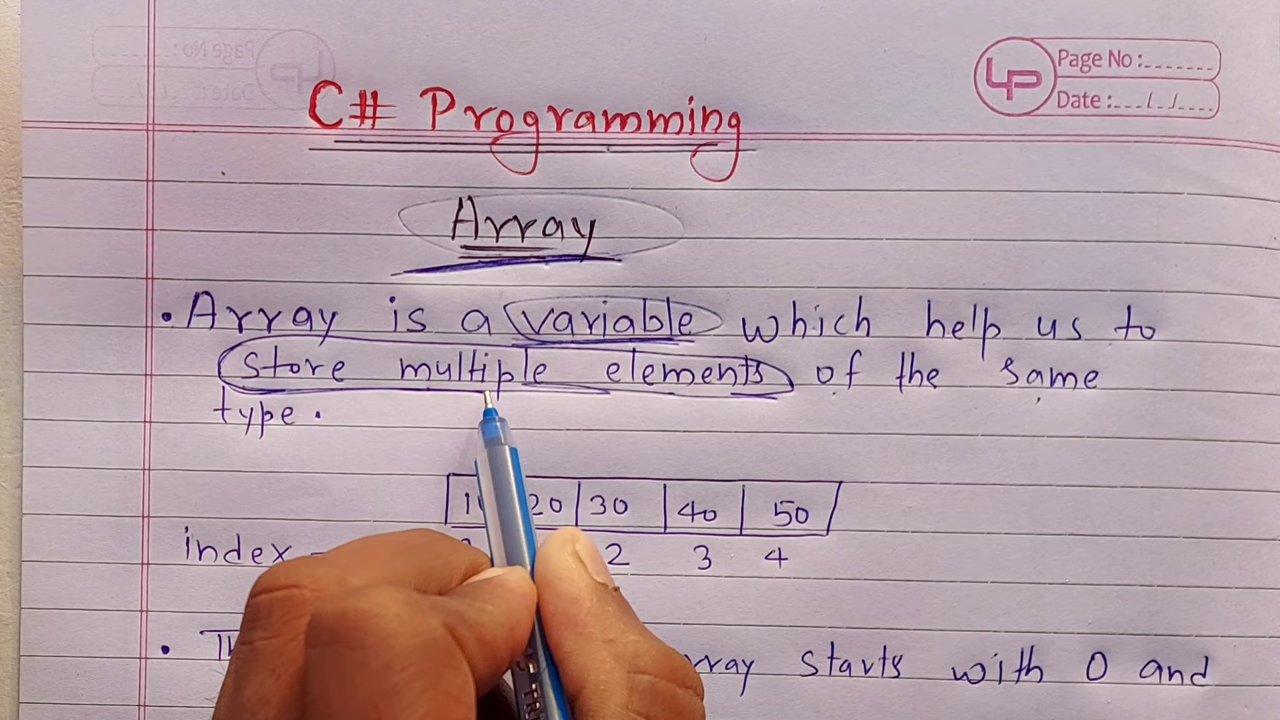 Page No :.......
Date :.../../....
C# Programming
Array
• Array is a variable which help us to
store multiple elements of the same
type.
20 30 40 50
index 2 3 4
• starts with 0 and